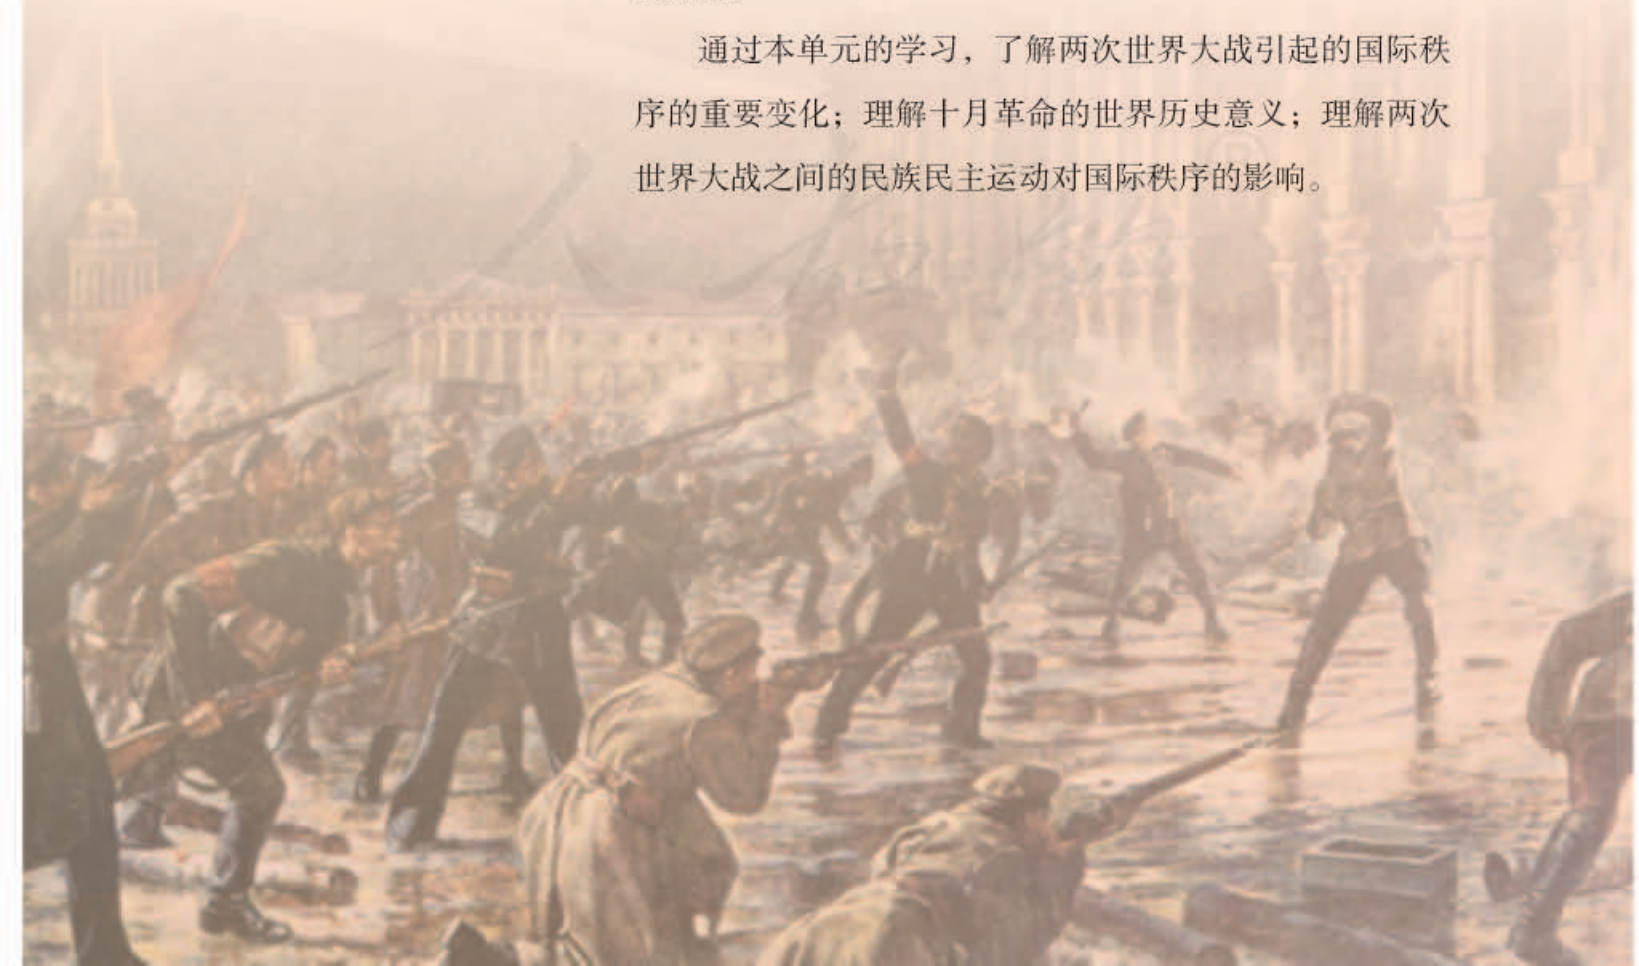 通过本单元的学习，了解两次世界大战引起的国际秩
序的重要变化；理解十月革命的世界历史意义；理解两次
世界大战之间的民族民主运动对国际秩序的影响。